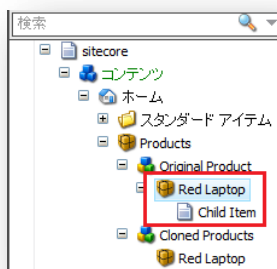 検索
sitecore
コンテンツ
ホーム
スタンダード アイテム
Products
Original Product
Red Laptop
Child Item
Cloned Products
Red Laptop